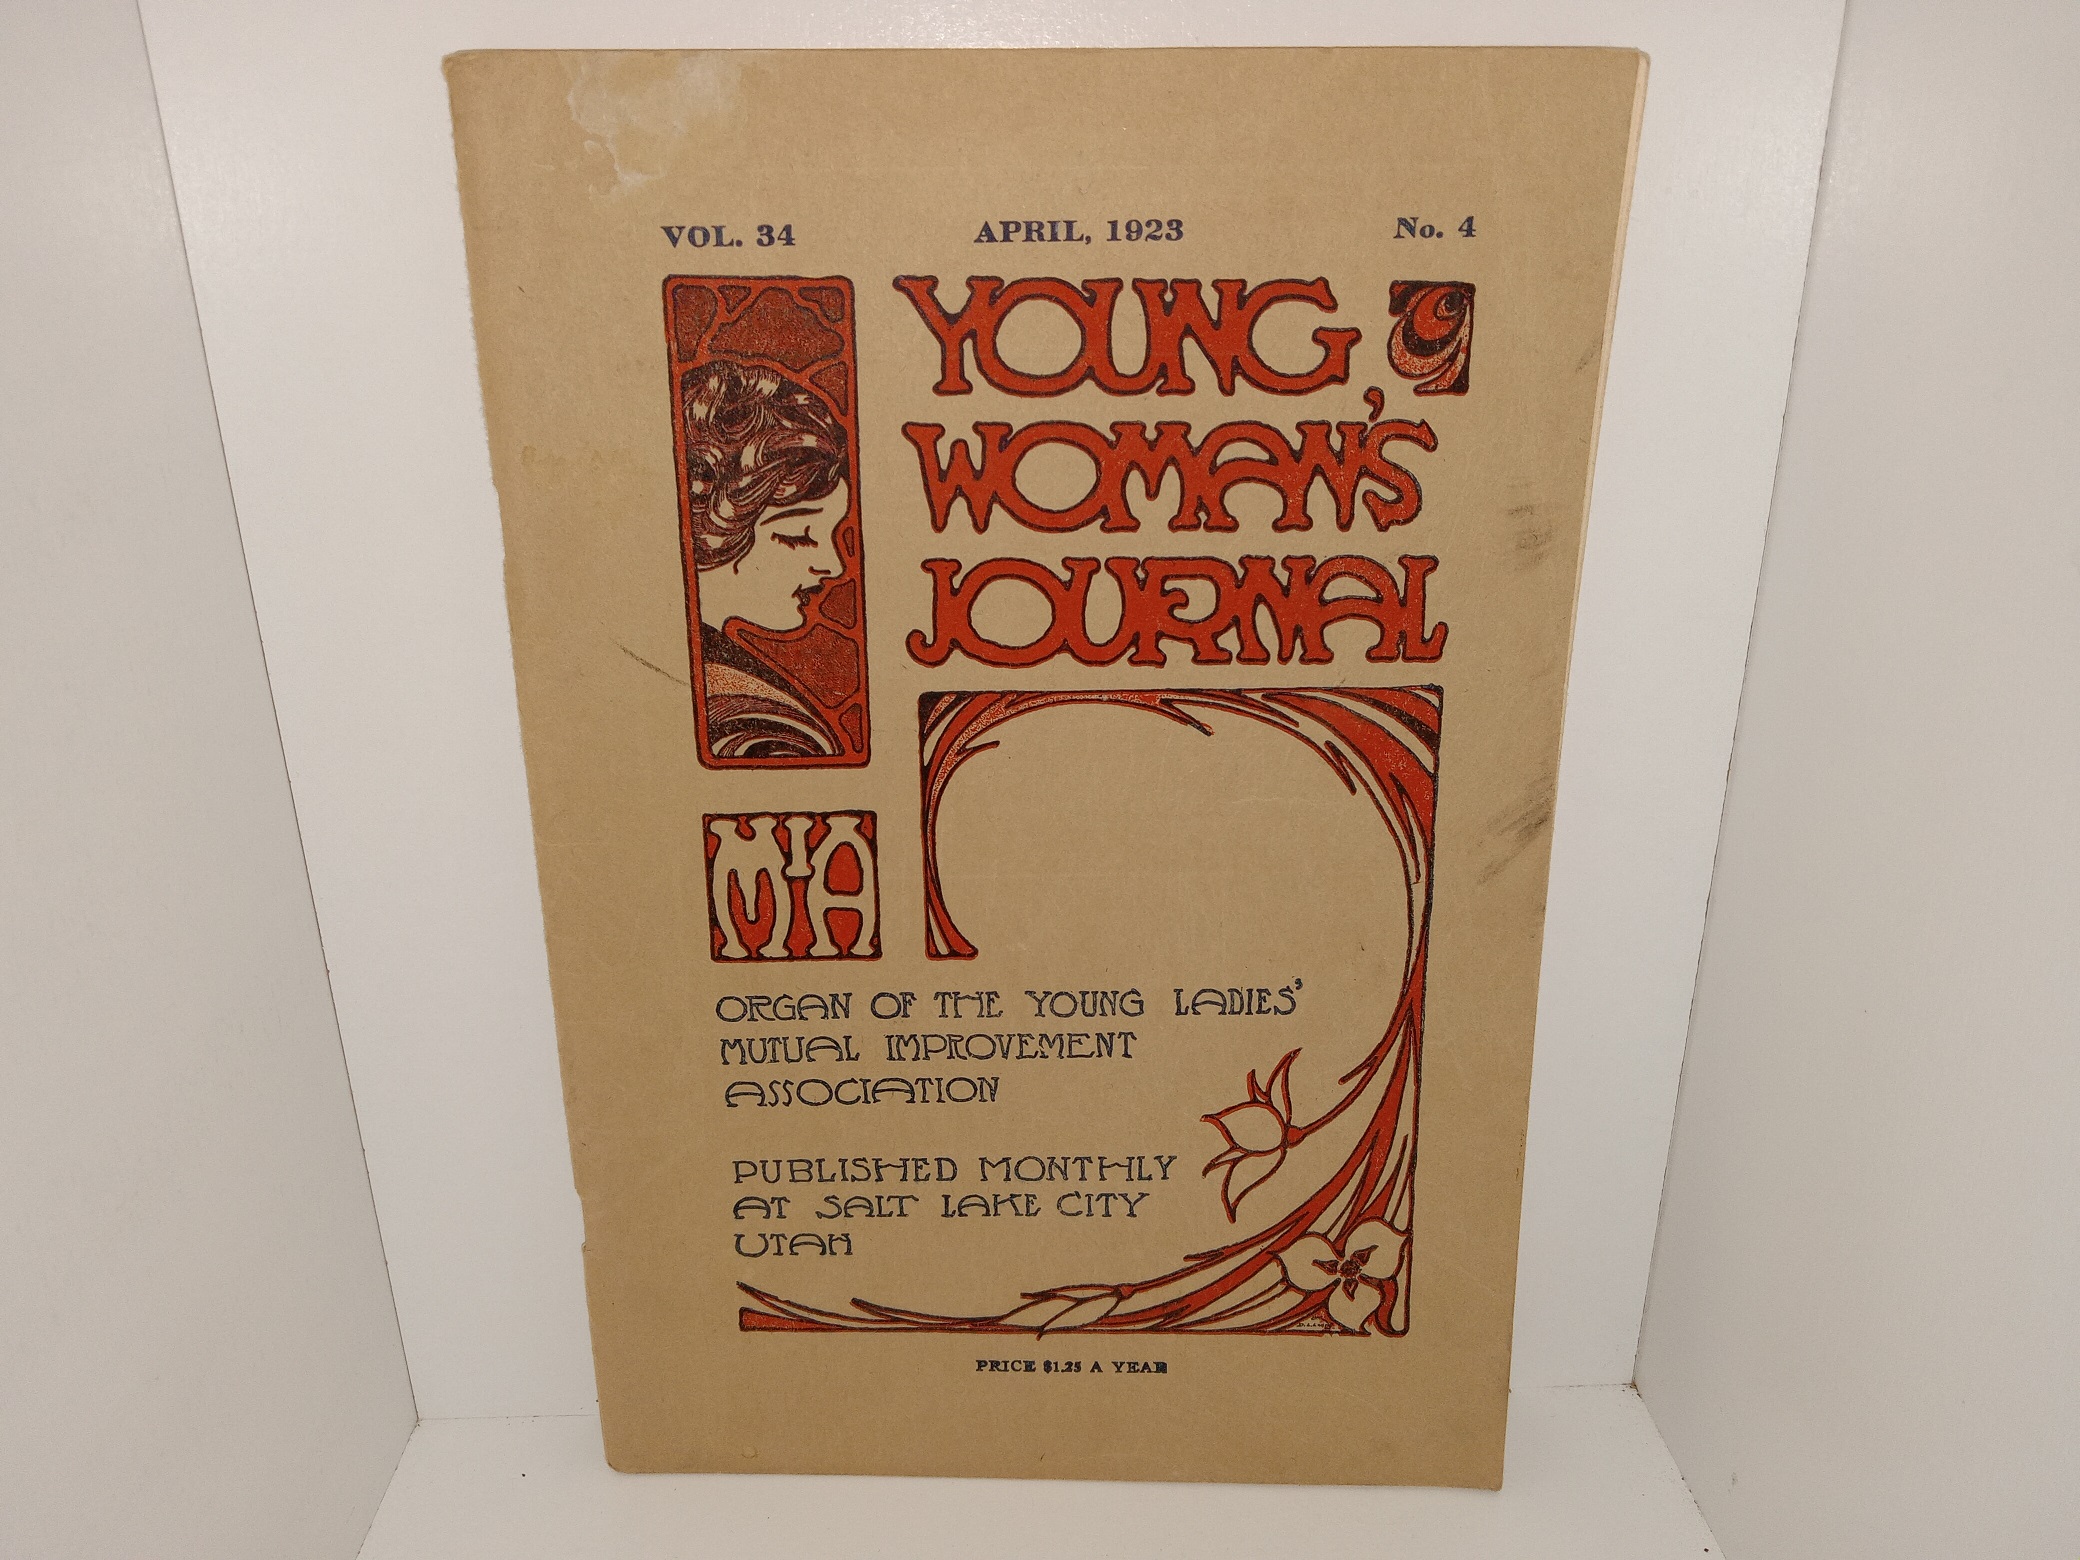 VOL. 34 APRIL, 1923 No. 4
YOUNG
WOMAN'S
JOURNAL
MIA
ORGAN OF THE YOUNG LADIES'
MUTUAL IMPROVEMENT
ASSOCIATION
PUBLISHED MONTHLY
AT SALT LAKE CITY
UTAH
PRICE $1.25 A YEAR